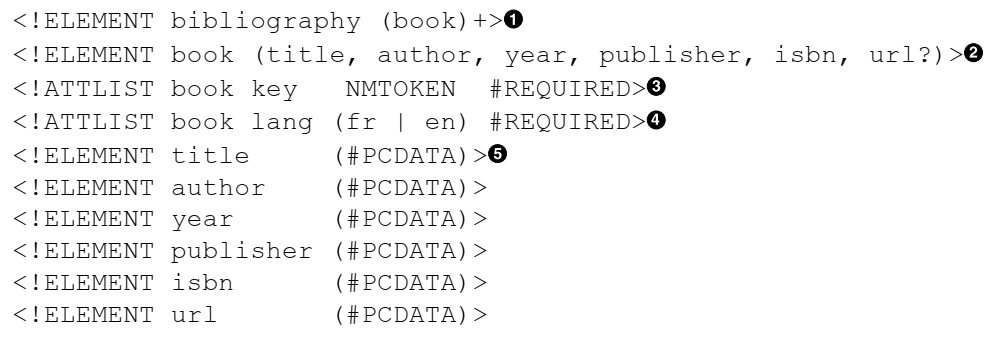 <!ELEMENT bibliography (book)+>❶
<!ELEMENT book (title, author, year, publisher, isbn, url?)>❷
<!ATTLIST book key   NMTOKEN  #REQUIRED>❸
<!ATTLIST book lang (fr | en) #REQUIRED>❹
<!ELEMENT title     (#PCDATA)>❺
<!ELEMENT author    (#PCDATA)>
<!ELEMENT year      (#PCDATA)>
<!ELEMENT publisher (#PCDATA)>
<!ELEMENT isbn      (#PCDATA)>
<!ELEMENT url       (#PCDATA)>